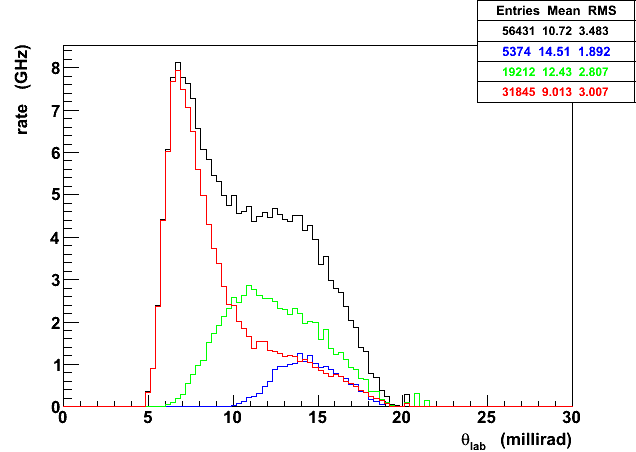 Entries Mean RMS
56431 10.72 3.483
5374 14.51 1.892
19212 12.43 2.807
31845 9.013 3.007
rate (GHz)
8
7
6
5
4
3
2
1
0
0 5 10 15 20 25 30
θlab (millirad)